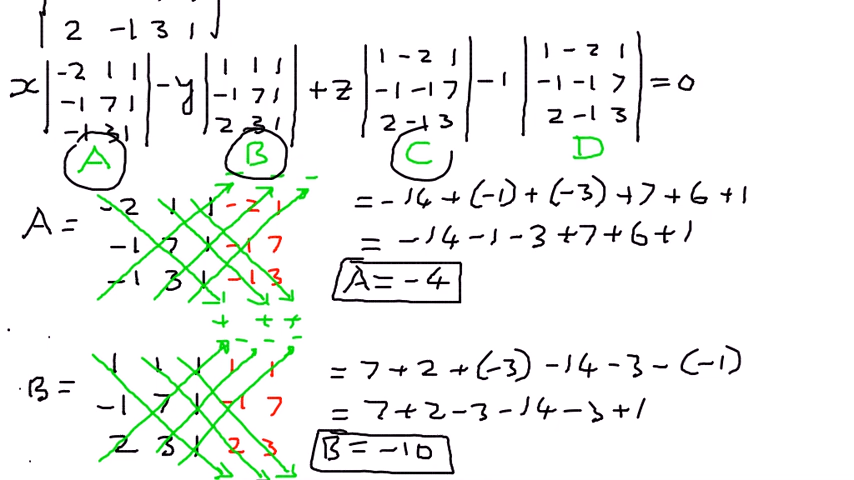 2 -1 3 1
x | -2 1 1 | - y | 1 1 1 | + z | 1 -2 1 | - 1 | 1 -2 1 | = 0
| -1 7 1 | | -1 7 1 | | -1 -1 7 | | -1 -1 7 |
| -1 3 1 | | 2 3 1 | | 2 -1 3 | | 2 -1 3 |
A B C D
- - -
A = -2 1 1 -2 1 = -14 + (-1) + (-3) + 7 + 6 + 1
-1 7 1 -1 7 = -14 - 1 - 3 + 7 + 6 + 1
-1 3 1 -1 3 A = -4
+ + +
- - -
B = 1 1 1 1 1 = 7 + 2 + (-3) - 14 - 3 - (-1)
-1 7 1 -1 7 = 7 + 2 - 3 - 14 - 3 + 1
2 3 1 2 3 B = -10